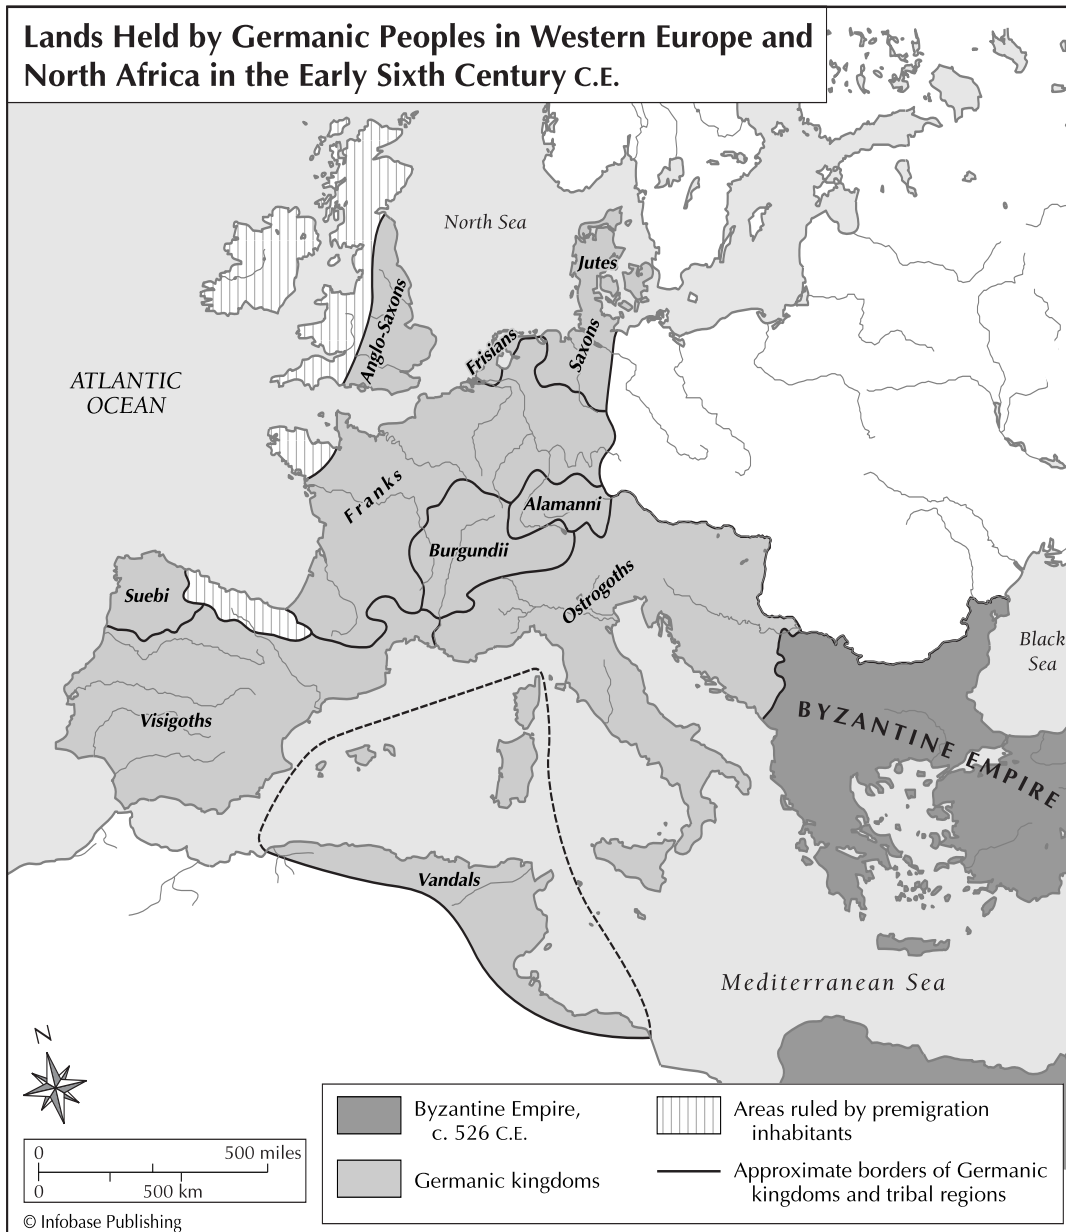 Lands Held by Germanic Peoples in Western Europe and
North Africa in the Early Sixth Century C.E.
North Sea
Jutes
Anglo-Saxons
Frisians
Saxons
ATLANTIC
OCEAN
Franks
Alamanni
Burgundii
Suebi
Ostrogoths
Black
Sea
Visigoths
BYZANTINE EMPIRE
Vandals
Mediterranean Sea
N
Byzantine Empire,
c. 526 C.E.
Areas ruled by premigration
inhabitants
Germanic kingdoms
Approximate borders of Germanic
kingdoms and tribal regions
0 500 miles
0 500 km
© Infobase Publishing